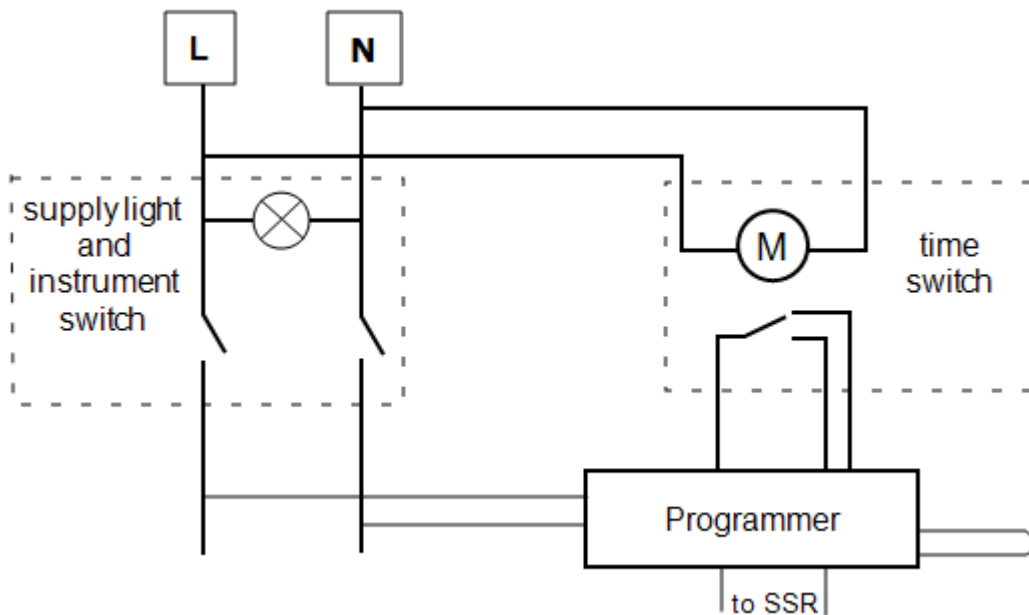 L
N
supply light
and
instrument
switch
M
time
switch
Programmer
to SSR